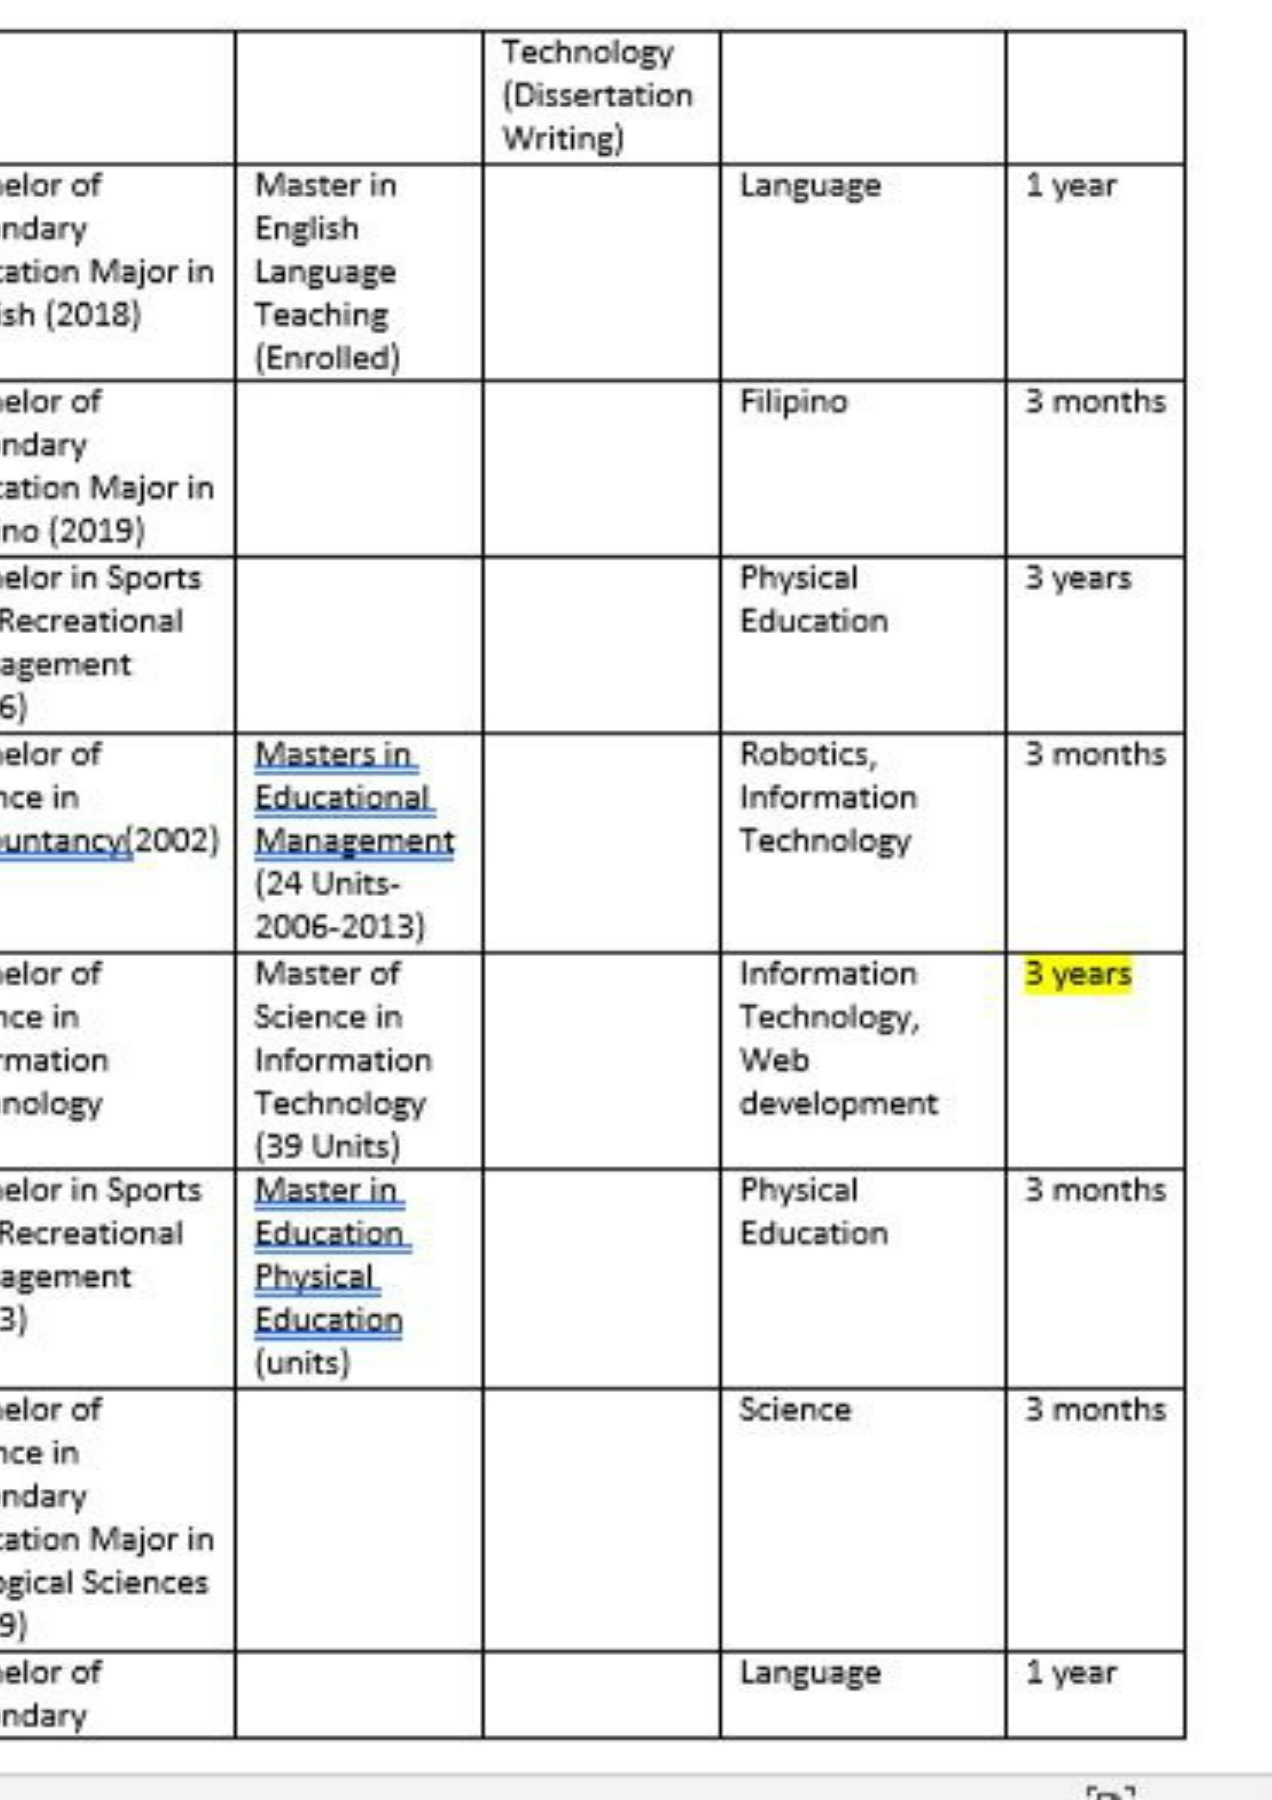 Technology
(Dissertation
Writing)
elor of
ndary
cation Major in
ish (2018)
Master in
English
Language
Teaching
(Enrolled)
Language
1 year
elor of
ndary
cation Major in
no (2019)
Filipino
3 months
elor in Sports
Recreational
agement
6)
Physical
Education
3 years
elor of
nce in
ountancy(2002)
Masters in
Educational
Management
(24 Units-
2006-2013)
Robotics,
Information
Technology
3 months
elor of
nce in
rmation
nology
Master of
Science in
Information
Technology
(39 Units)
Information
Technology,
Web
development
3 years
elor in Sports
Recreational
agement
3)
Master in
Education
Physical
Education
(units)
Physical
Education
3 months
elor of
nce in
ndary
cation Major in
ogical Sciences
9)
Science
3 months
elor of
ndary
Language
1 year